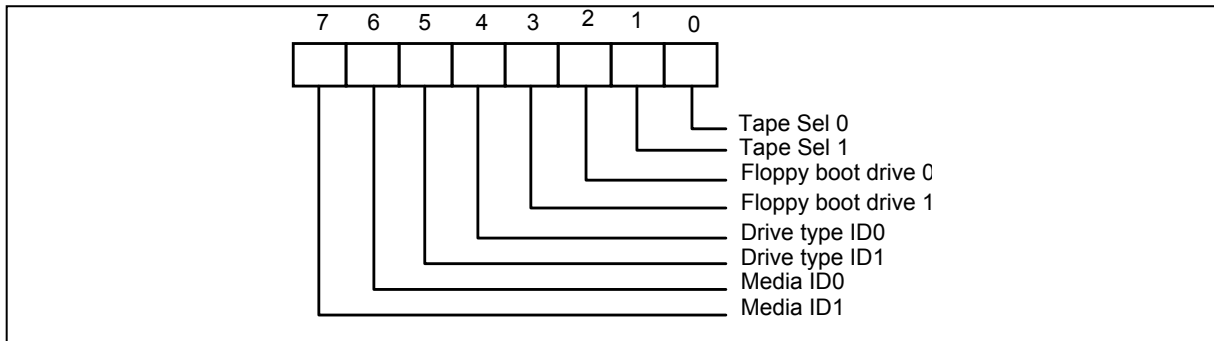 7 6 5 4 3 2 1 0
Tape Sel 0
Tape Sel 1
Floppy boot drive 0
Floppy boot drive 1
Drive type ID0
Drive type ID1
Media ID0
Media ID1